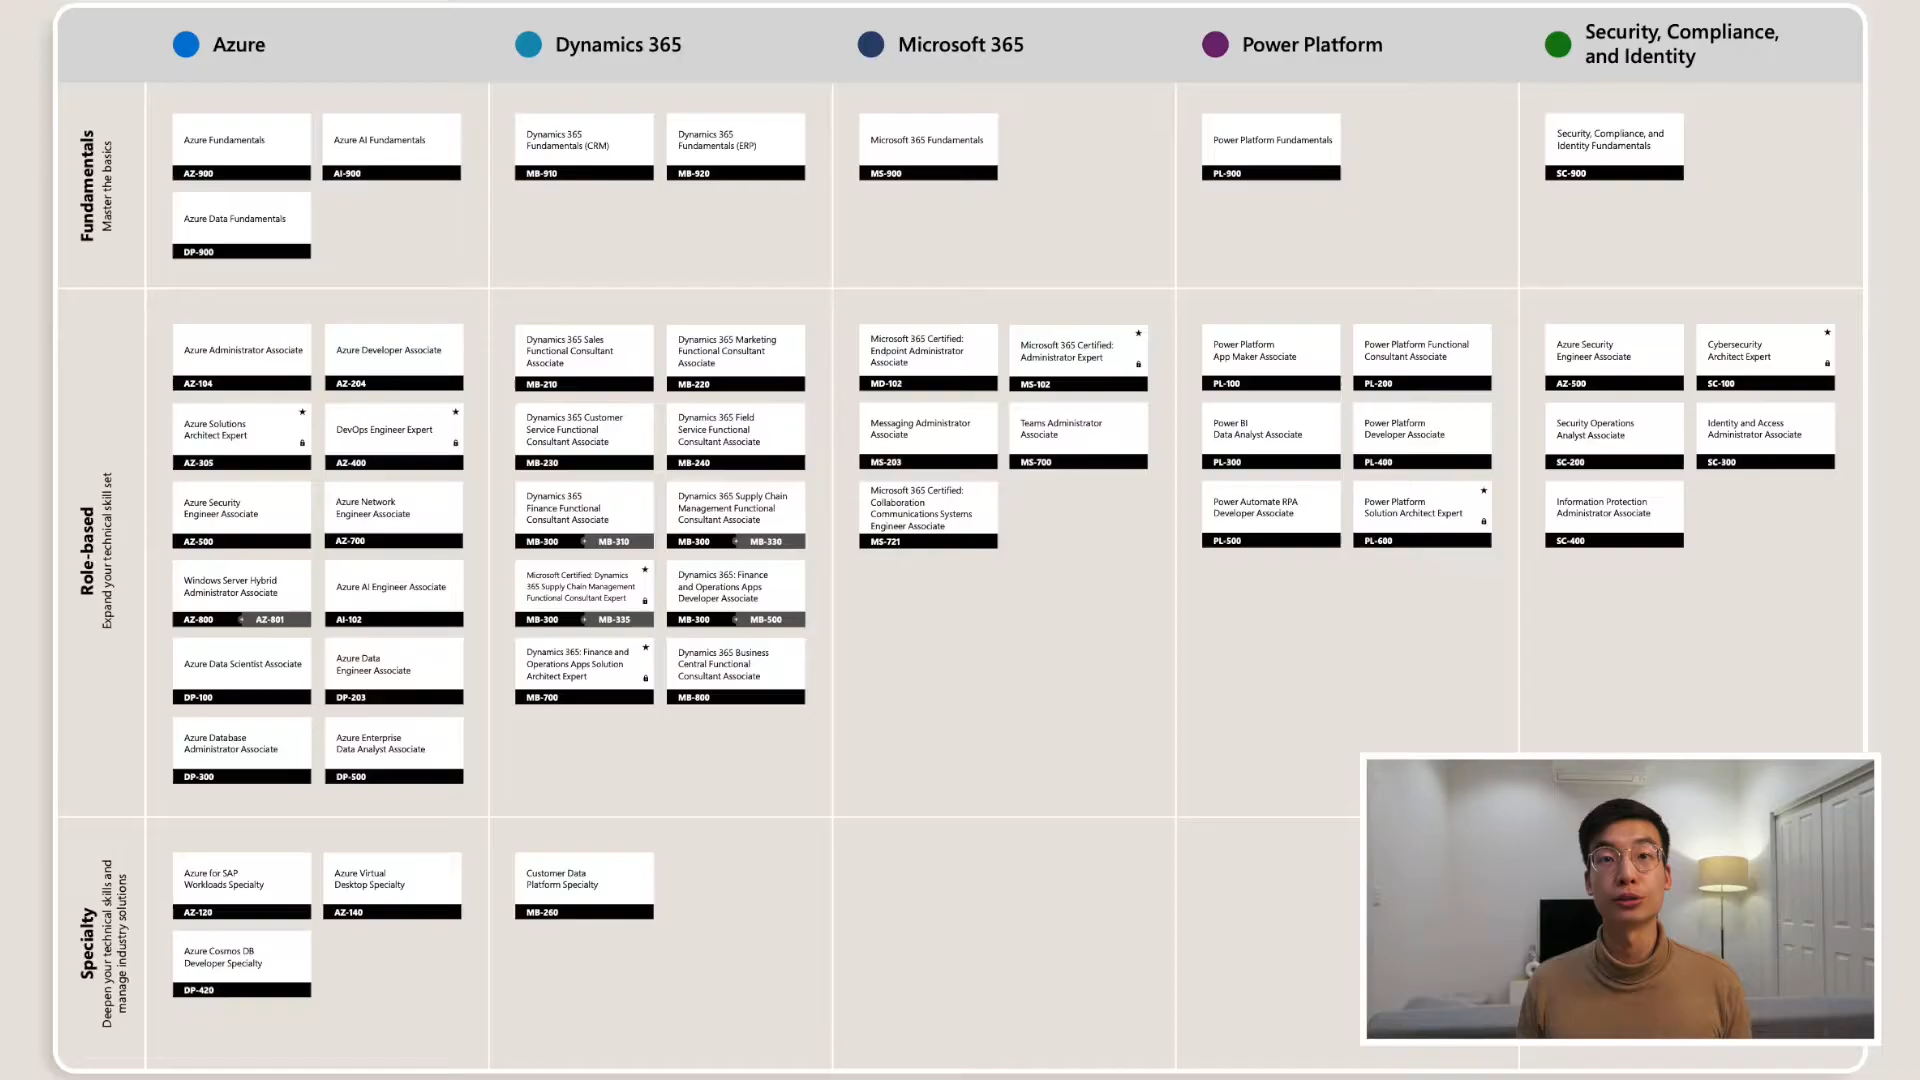 Azure
Dynamics 365
Microsoft 365
Power Platform
Security, Compliance,
and Identity
Fundamentals
Master the basics
Azure Fundamentals
AZ-900
Azure AI Fundamentals
AI-900
Azure Data Fundamentals
DP-900
Dynamics 365
Fundamentals (CRM)
MB-910
Dynamics 365
Fundamentals (ERP)
MB-920
Microsoft 365 Fundamentals
MS-900
Power Platform Fundamentals
PL-900
Security, Compliance, and
Identity Fundamentals
SC-900
Role-based
Expand your technical skill set
Azure Administrator Associate
AZ-104
Azure Developer Associate
AZ-204
Azure Solutions
Architect Expert
AZ-305
DevOps Engineer Expert
AZ-400
Azure Security
Engineer Associate
AZ-500
Azure Network
Engineer Associate
AZ-700
Windows Server Hybrid
Administrator Associate
AZ-800 AZ-801
Azure AI Engineer Associate
AI-102
Azure Data Scientist Associate
DP-100
Azure Data
Engineer Associate
DP-203
Azure Database
Administrator Associate
DP-300
Azure Enterprise
Data Analyst Associate
DP-500
Dynamics 365 Sales
Functional Consultant
Associate
MB-210
Dynamics 365 Marketing
Functional Consultant
Associate
MB-220
Dynamics 365 Customer
Service Functional
Consultant Associate
MB-230
Dynamics 365 Field
Service Functional
Consultant Associate
MB-240
Dynamics 365
Finance Functional
Consultant Associate
MB-300 MB-310
Dynamics 365 Supply Chain
Management Functional
Consultant Associate
MB-300 MB-330
Microsoft Certified: Dynamics
365 Supply Chain Management
Functional Consultant Expert
MB-300 MB-335
Dynamics 365: Finance
and Operations Apps
Developer Associate
MB-300 MB-500
Dynamics 365: Finance and
Operations Apps Solution
Architect Expert
MB-700
Dynamics 365 Business
Central Functional
Consultant Associate
MB-800
Microsoft 365 Certified:
Endpoint Administrator
Associate
MD-102
Microsoft 365 Certified:
Administrator Expert
MS-102
Messaging Administrator
Associate
MS-203
Teams Administrator
Associate
MS-700
Microsoft 365 Certified:
Collaboration
Communications Systems
Engineer Associate
MS-721
Power Platform
App Maker Associate
PL-100
Power Platform Functional
Consultant Associate
PL-200
Power BI
Data Analyst Associate
PL-300
Power Platform
Developer Associate
PL-400
Power Automate RPA
Developer Associate
PL-500
Power Platform
Solution Architect Expert
PL-600
Azure Security
Engineer Associate
AZ-500
Cybersecurity
Architect Expert
SC-100
Security Operations
Analyst Associate
SC-200
Identity and Access
Administrator Associate
SC-300
Information Protection
Administrator Associate
SC-400
Specialty
Deepen your technical skills and
manage industry solutions
Azure for SAP
Workloads Specialty
AZ-120
Azure Virtual
Desktop Specialty
AZ-140
Azure Cosmos DB
Developer Specialty
DP-420
Customer Data
Platform Specialty
MB-260